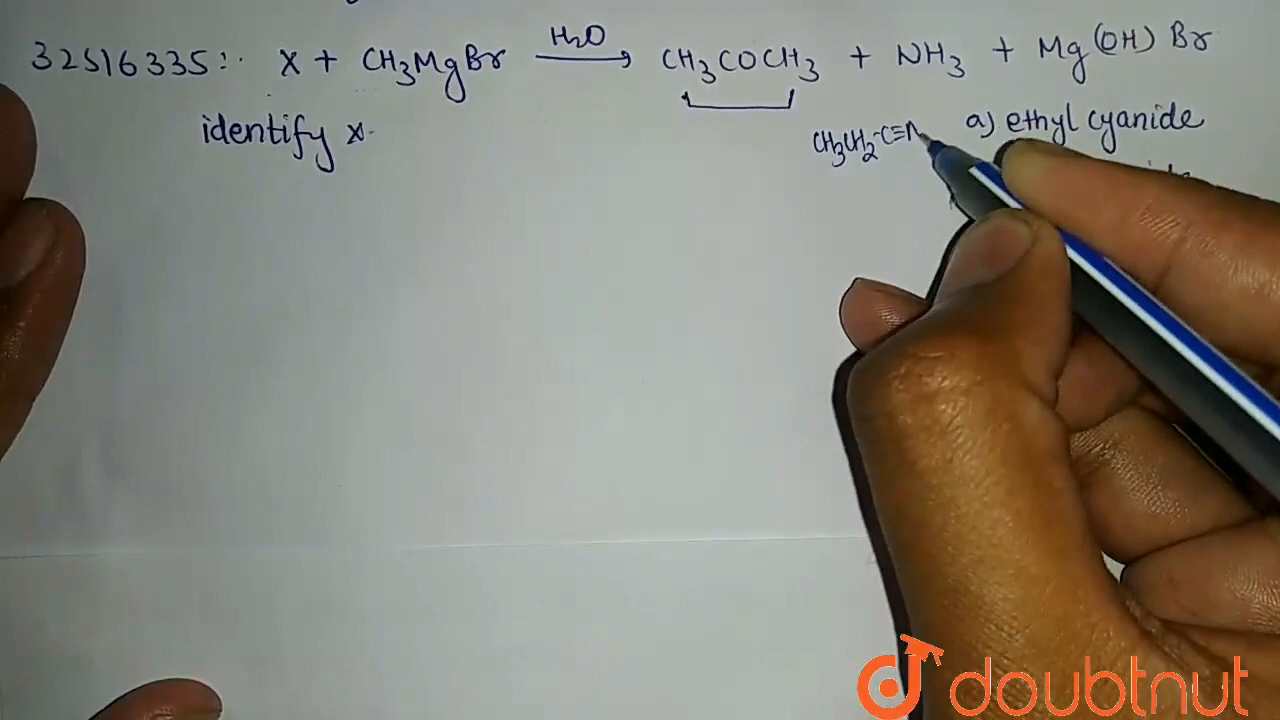 32516335:. X + CH₃MgBr H₂O → CH₃COCH₃ + NH₃ + Mg(OH)Br
identify x.
a) ethyl cyanide
CH₃CH₂-C≡N
doubtnut